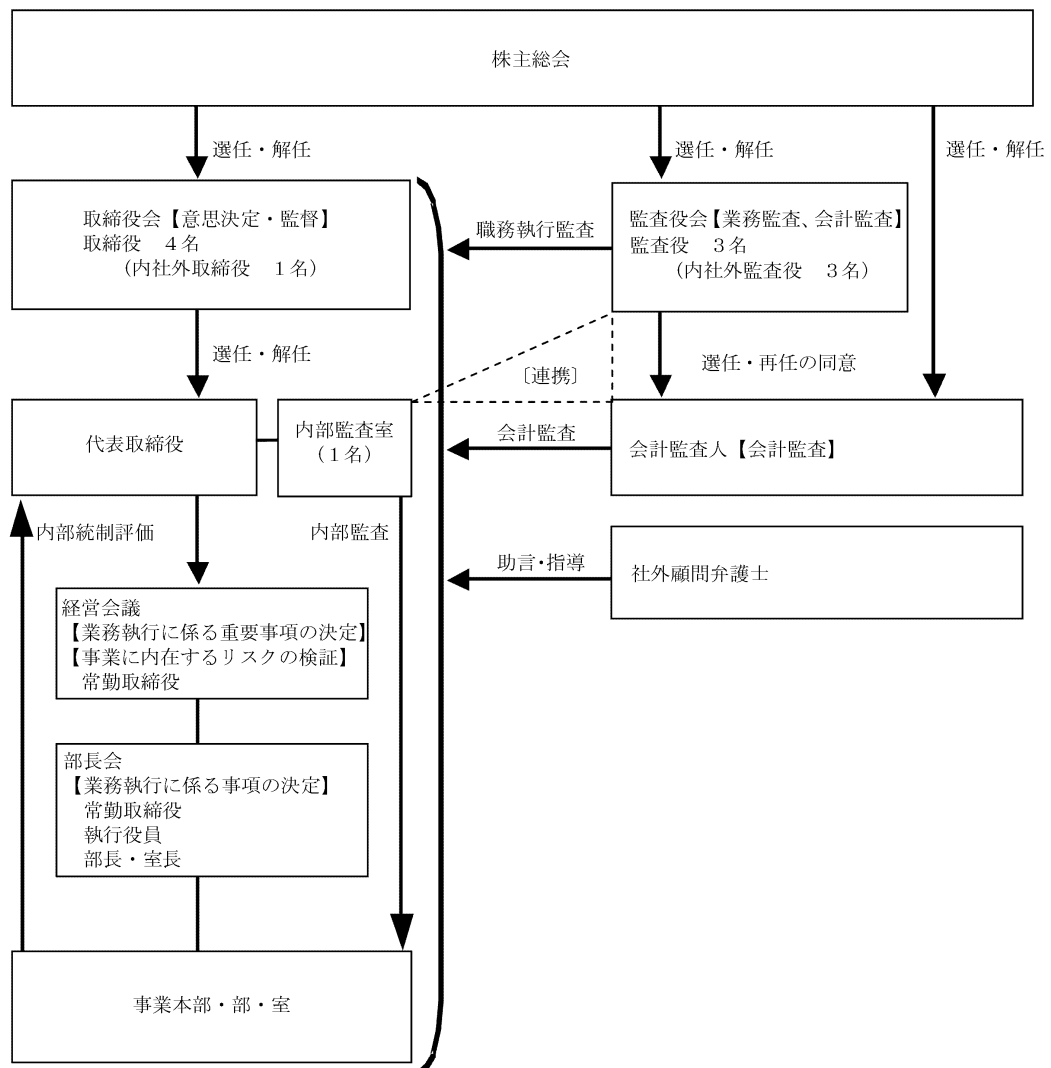 株主総会
選任・解任
選任・解任
選任・解任
取締役会【意思決定・監督】
取締役　４名
（内社外取締役　１名）
職務執行監査
監査役会【業務監査、会計監査】
監査役　３名
（内社外監査役　３名）
選任・解任
〔連携〕
選任・再任の同意
代表取締役
内部監査室
（１名）
会計監査
会計監査人【会計監査】
内部統制評価
内部監査
助言・指導
社外顧問弁護士
経営会議
【業務執行に係る重要事項の決定】
【事業に内在するリスクの検証】
常勤取締役
部長会
【業務執行に係る事項の決定】
常勤取締役
執行役員
部長・室長
事業本部・部・室